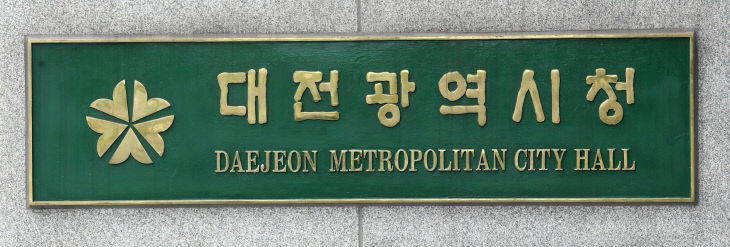 대전광역시청
DAEJEON METROPOLITAN CITY HALL